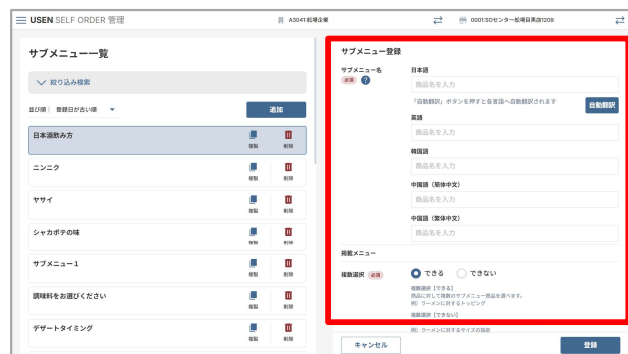 USEN SELF ORDER 管理
A3041:船場企業
0001:SOセンター船場目黒店1209
サブメニュー一覧
絞り込み検索
並び順 登録日が古い順
追加
日本酒飲み方
複製 削除
ニンニク
複製 削除
ヤサイ
複製 削除
シャカポテの味
複製 削除
サブメニュー1
複製 削除
調味料をお選びください
複製 削除
デザートタイミング
複製 削除
サブメニュー登録
サブメニュー名
必須 ?
日本語
商品名を入力
「自動翻訳」ボタンを押すと各言語へ自動翻訳されます
自動翻訳
英語
商品名を入力
韓国語
商品名を入力
中国語（簡体中文）
商品名を入力
中国語（繁体中文）
商品名を入力
掲載メニュー
複数選択 必須
できる できない
複数選択【できる】
商品に対して複数のサブメニュー商品を選べます。
例）ラーメンに対するトッピング
複数選択【できない】
例）ラーメンに対するサイズの指定
キャンセル
登録